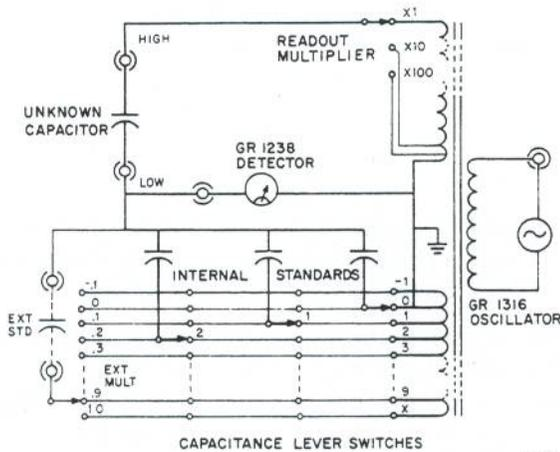 X1
HIGH
READOUT
MULTIPLIER
X10
X100
UNKNOWN
CAPACITOR
GR 1238
DETECTOR
LOW
INTERNAL STANDARDS
EXT
STD
-.1
0
.1
.2
.3
2
1
-1
0
1
2
3
EXT
MULT
.9
1.0
9
X
GR 1316
OSCILLATOR
CAPACITANCE LEVER SWITCHES